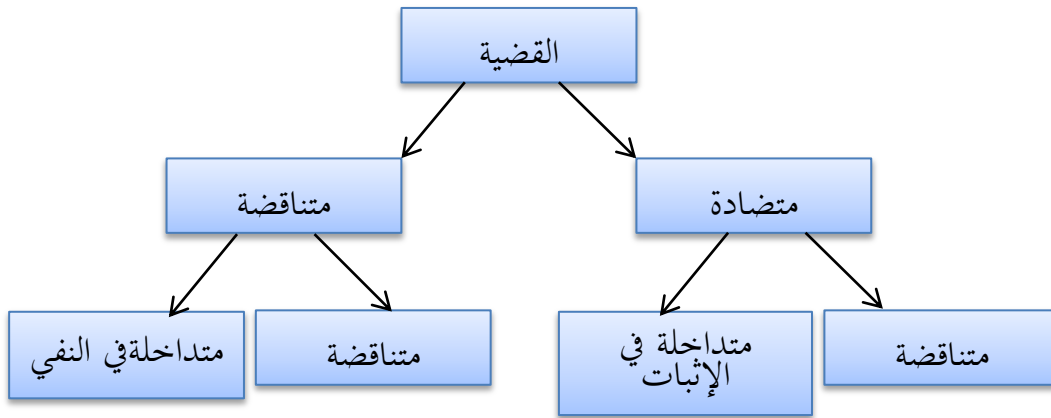 القضية
متضادة
متناقضة
متناقضة
متداخلة في
الإثبات
متناقضة
متداخلةفي النفي